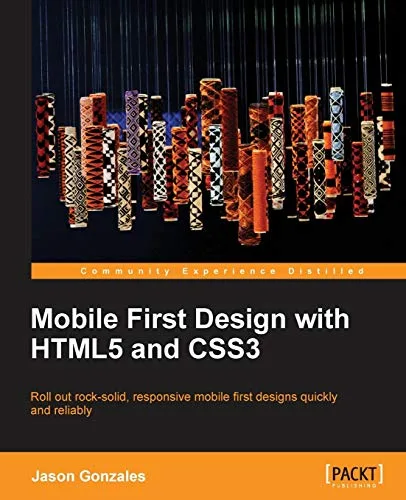 Community Experience Distilled
Mobile First Design with
HTML5 and CSS3
Roll out rock-solid, responsive mobile first designs quickly
and reliably
Jason Gonzales
[PACKT]
PUBLISHING